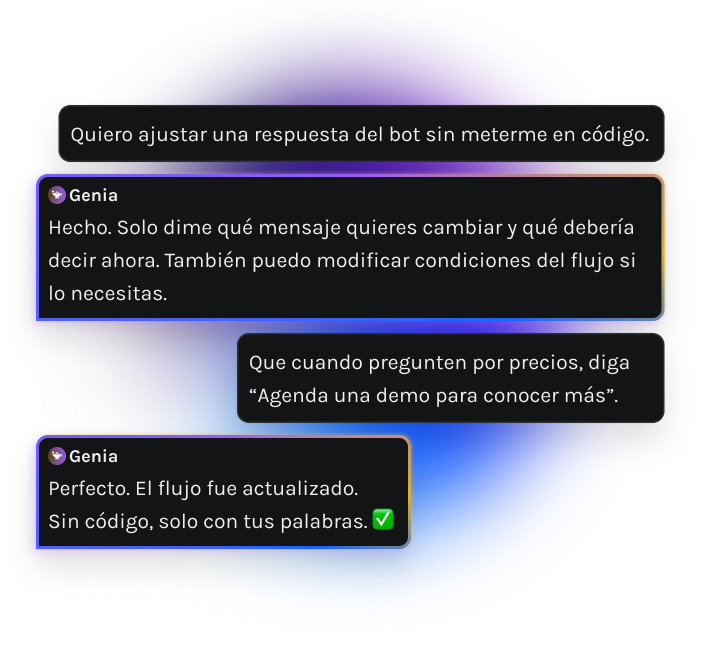 Quiero ajustar una respuesta del bot sin meterme en código.
Genia
Hecho. Solo dime qué mensaje quieres cambiar y qué debería
decir ahora. También puedo modificar condiciones del flujo si
lo necesitas.
Que cuando pregunten por precios, diga
“Agenda una demo para conocer más”.
Genia
Perfecto. El flujo fue actualizado.
Sin código, solo con tus palabras. ✅